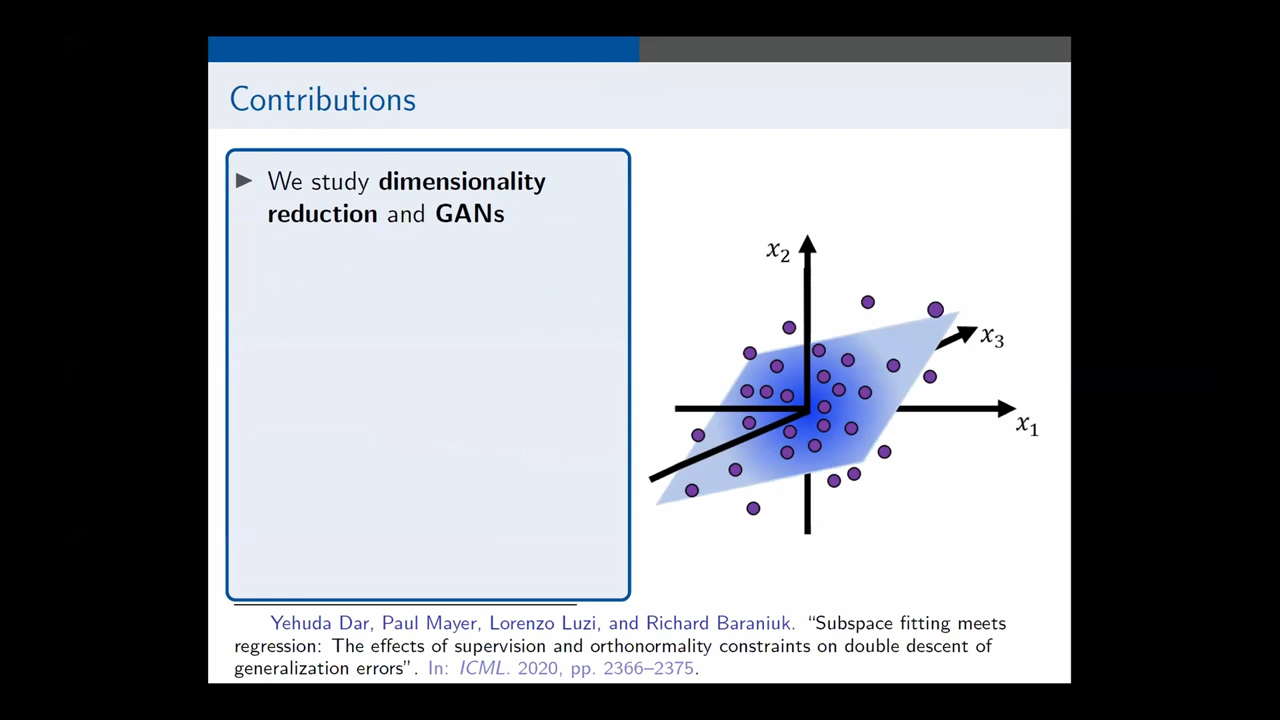 Contributions
▶ We study dimensionality
reduction and GANs
x₂
x₃
x₁
Yehuda Dar, Paul Mayer, Lorenzo Luzi, and Richard Baraniuk. “Subspace fitting meets
regression: The effects of supervision and orthonormality constraints on double descent of
generalization errors”. In: ICML. 2020, pp. 2366–2375.